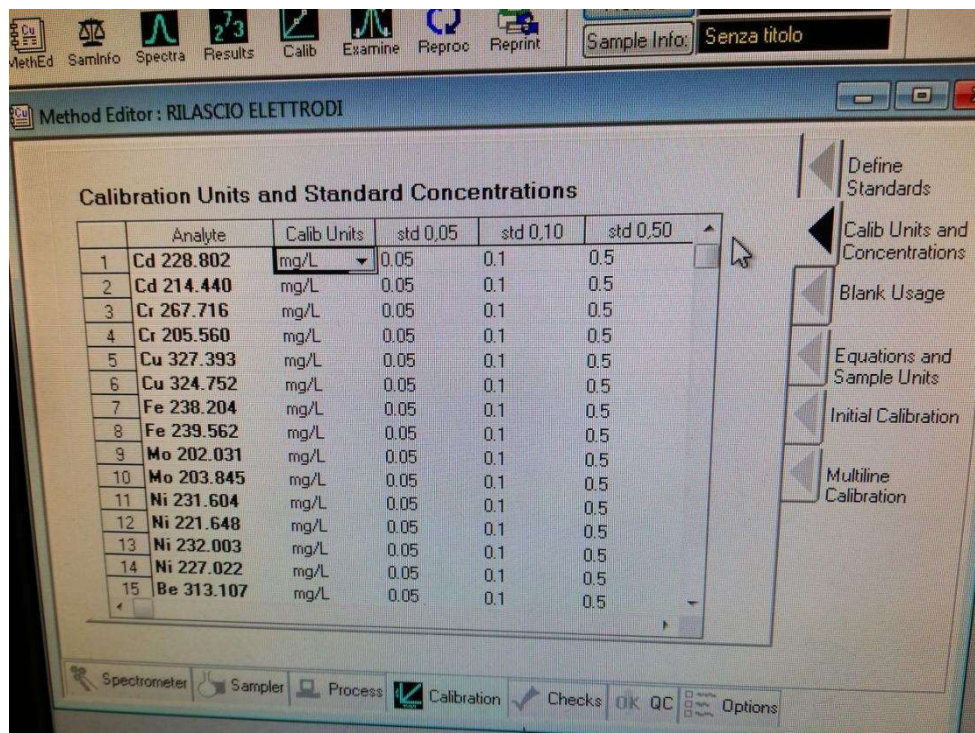 MethEd SamInfo Spectra Results Calib Examine Reproc Reprint
Sample Info: Senza titolo
Method Editor : RILASCIO ELETTRODI
Calibration Units and Standard Concentrations
Analyte Calib Units std 0,05 std 0,10 std 0,50
1 Cd 228.802 mg/L 0.05 0.1 0.5
2 Cd 214.440 mg/L 0.05 0.1 0.5
3 Cr 267.716 mg/L 0.05 0.1 0.5
4 Cr 205.560 mg/L 0.05 0.1 0.5
5 Cu 327.393 mg/L 0.05 0.1 0.5
6 Cu 324.752 mg/L 0.05 0.1 0.5
7 Fe 238.204 mg/L 0.05 0.1 0.5
8 Fe 239.562 mg/L 0.05 0.1 0.5
9 Mo 202.031 mg/L 0.05 0.1 0.5
10 Mo 203.845 mg/L 0.05 0.1 0.5
11 Ni 231.604 mg/L 0.05 0.1 0.5
12 Ni 221.648 mg/L 0.05 0.1 0.5
13 Ni 232.003 mg/L 0.05 0.1 0.5
14 Ni 227.022 mg/L 0.05 0.1 0.5
15 Be 313.107 mg/L 0.05 0.1 0.5
Define
Standards
Calib Units and
Concentrations
Blank Usage
Equations and
Sample Units
Initial Calibration
Multiline
Calibration
Spectrometer Sampler Process Calibration Checks OK QC Options